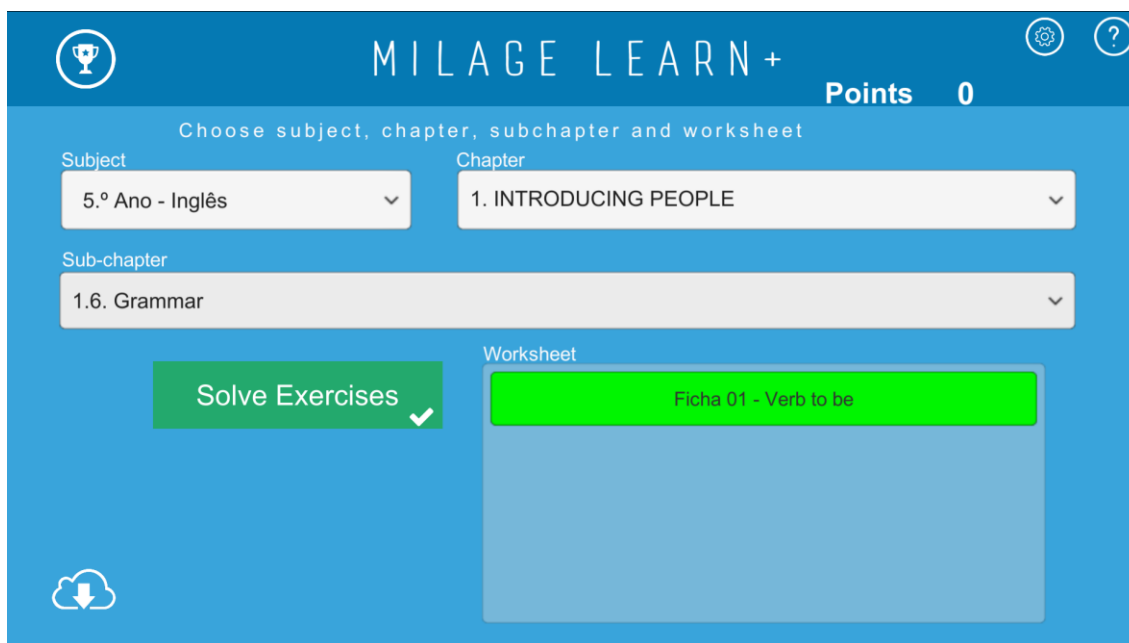 MILAGE LEARN+
Points 0
Choose subject, chapter, subchapter and worksheet
Subject
Chapter
5.º Ano - Inglês
1. INTRODUCING PEOPLE
Sub-chapter
1.6. Grammar
Worksheet
Solve Exercises
Ficha 01 - Verb to be
?